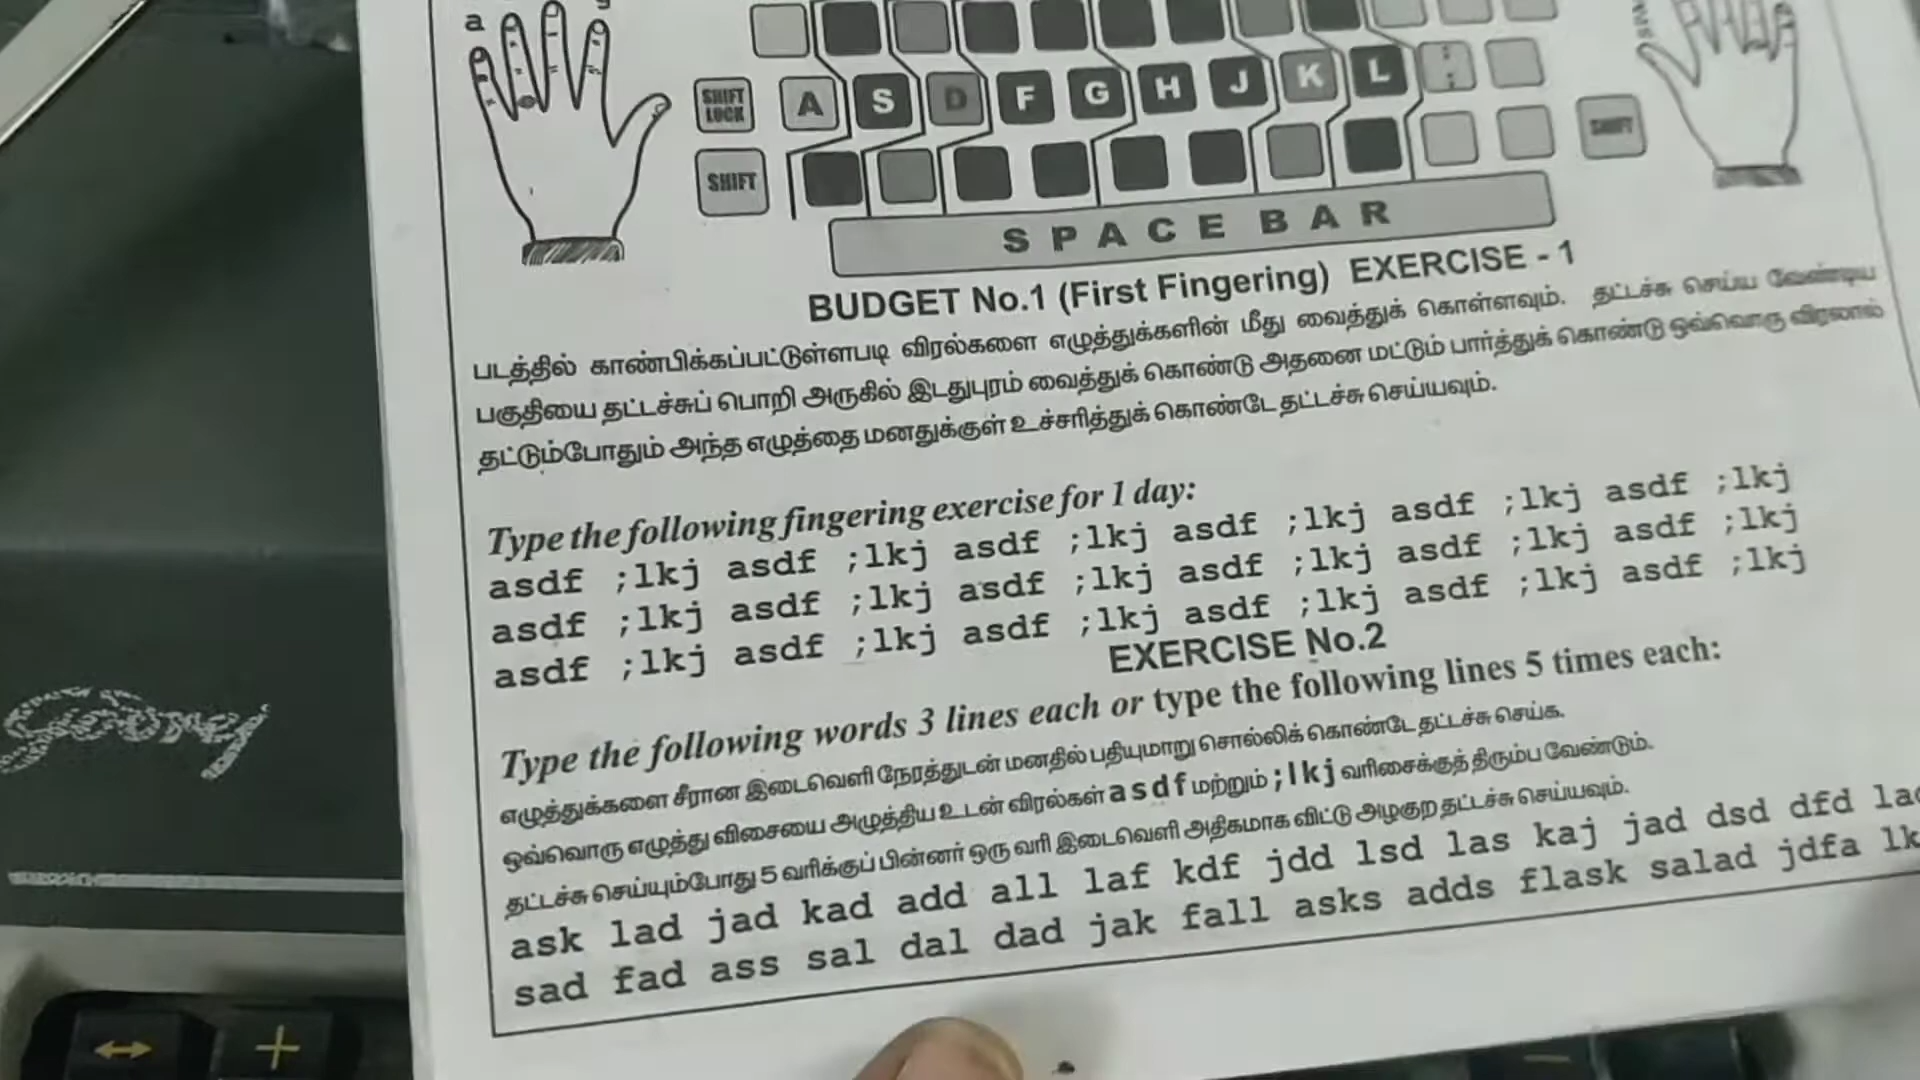 a
SHIFT LOCK A S D F G H J K L : ;
SHIFT SHIFT
SPACE BAR
BUDGET No.1 (First Fingering) EXERCISE - 1
படத்தில் காண்பிக்கப்பட்டுள்ளபடி விரல்களை எழுத்துக்களின் மீது வைத்துக் கொள்ளவும். தட்டச்சு செய்ய வேண்டிய
பகுதியை தட்டச்சுப் பொறி அருகில் இடதுபுரம் வைத்துக் கொண்டு அதனை மட்டும் பார்த்துக் கொண்டு ஒவ்வொரு விரலால்
தட்டும்போதும் அந்த எழுத்தை மனதுக்குள் உச்சரித்துக் கொண்டே தட்டச்சு செய்யவும்.
Type the following fingering exercise for 1 day:
asdf ;lkj asdf ;lkj asdf ;lkj asdf ;lkj asdf ;lkj asdf ;lkj
asdf ;lkj asdf ;lkj asdf ;lkj asdf ;lkj asdf ;lkj asdf ;lkj
asdf ;lkj asdf ;lkj asdf ;lkj asdf ;lkj asdf ;lkj asdf ;lkj
EXERCISE No.2
Type the following words 3 lines each or type the following lines 5 times each:
எழுத்துக்களை சீரான இடைவெளி நேரத்துடன் மனதில் பதியுமாறு சொல்லிக் கொண்டே தட்டச்சு செய்க.
ஒவ்வொரு எழுத்து விசையை அழுத்திய உடன் விரல்கள் a s d f மற்றும் ; l k j வரிசைக்குத் திரும்ப வேண்டும்.
தட்டச்சு செய்யும்போது 5 வரிக்குப் பின்னர் ஒரு வரி இடைவெளி அதிகமாக விட்டு அழகுற தட்டச்சு செய்யவும்.
ask lad jad kad add all laf kdf jdd lsd las kaj jad dsd dfd
sad fad ass sal dal dad jak fall asks adds flask salad jdfa